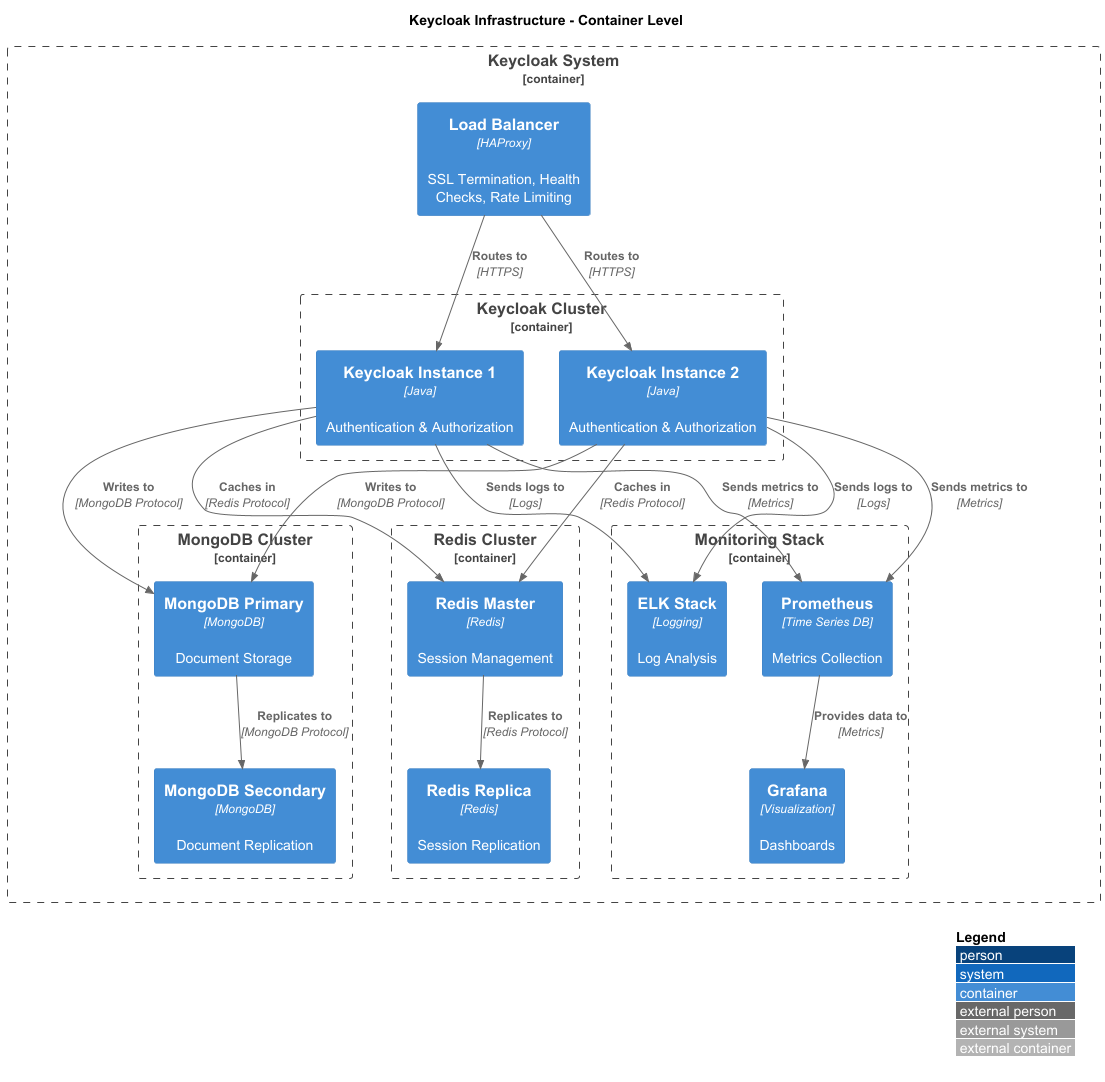 Keycloak Infrastructure - Container Level
Keycloak System
[container]
Load Balancer
[HAProxy]
SSL Termination, Health
Checks, Rate Limiting
Routes to
[HTTPS]
Routes to
[HTTPS]
Keycloak Cluster
[container]
Keycloak Instance 1
[Java]
Authentication & Authorization
Keycloak Instance 2
[Java]
Authentication & Authorization
Writes to
[MongoDB Protocol]
Caches in
[Redis Protocol]
Writes to
[MongoDB Protocol]
Sends logs to
[Logs]
Caches in
[Redis Protocol]
Sends metrics to
[Metrics]
Sends logs to
[Logs]
Sends metrics to
[Metrics]
MongoDB Cluster
[container]
Redis Cluster
[container]
Monitoring Stack
[container]
MongoDB Primary
[MongoDB]
Document Storage
Redis Master
[Redis]
Session Management
ELK Stack
[Logging]
Log Analysis
Prometheus
[Time Series DB]
Metrics Collection
Replicates to
[MongoDB Protocol]
Replicates to
[Redis Protocol]
Provides data to
[Metrics]
MongoDB Secondary
[MongoDB]
Document Replication
Redis Replica
[Redis]
Session Replication
Grafana
[Visualization]
Dashboards
Legend
person
system
container
external person
external system
external container